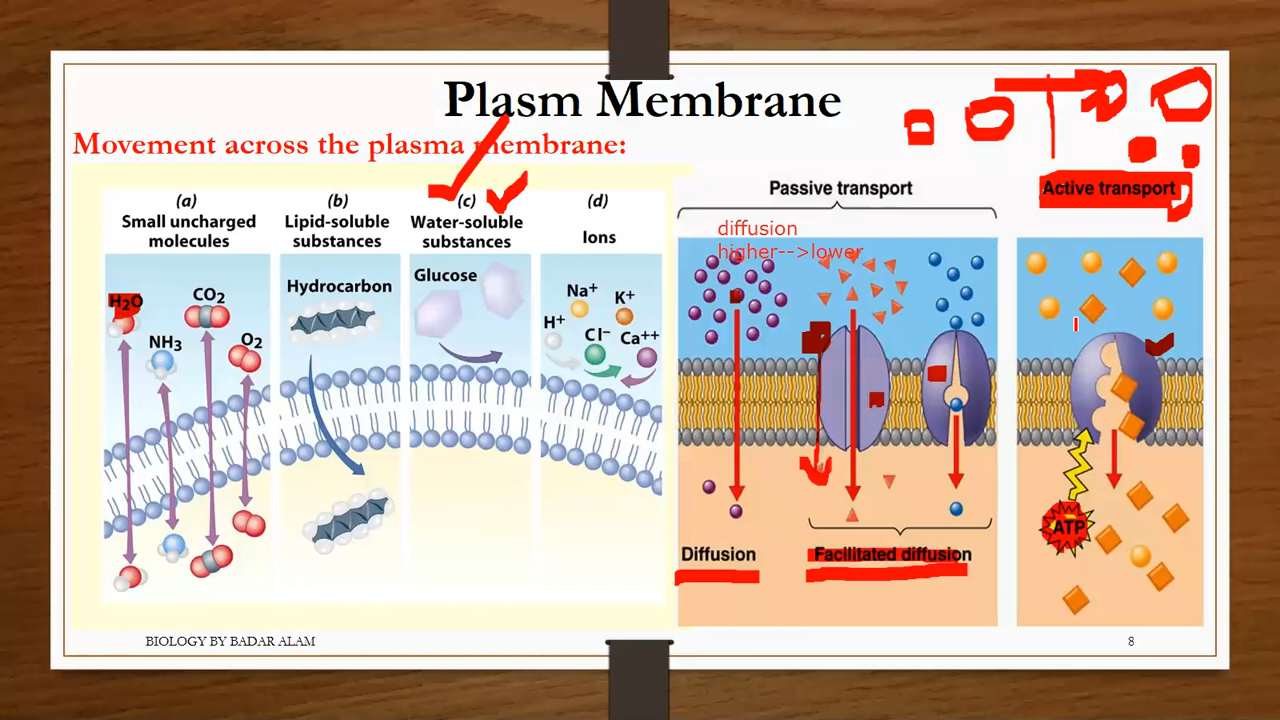 Plasm Membrane
Movement across the plasma membrane:
(a)
Small uncharged
molecules
(b)
Lipid-soluble
substances
(c)
Water-soluble
substances
(d)
Ions
H2O
CO2
NH3
O2
Hydrocarbon
Glucose
Na+
K+
H+
Cl–
Ca++
Passive transport
diffusion
higher-->lower
Diffusion
Facilitated diffusion
Active transport
ATP
BIOLOGY BY BADAR ALAM
8